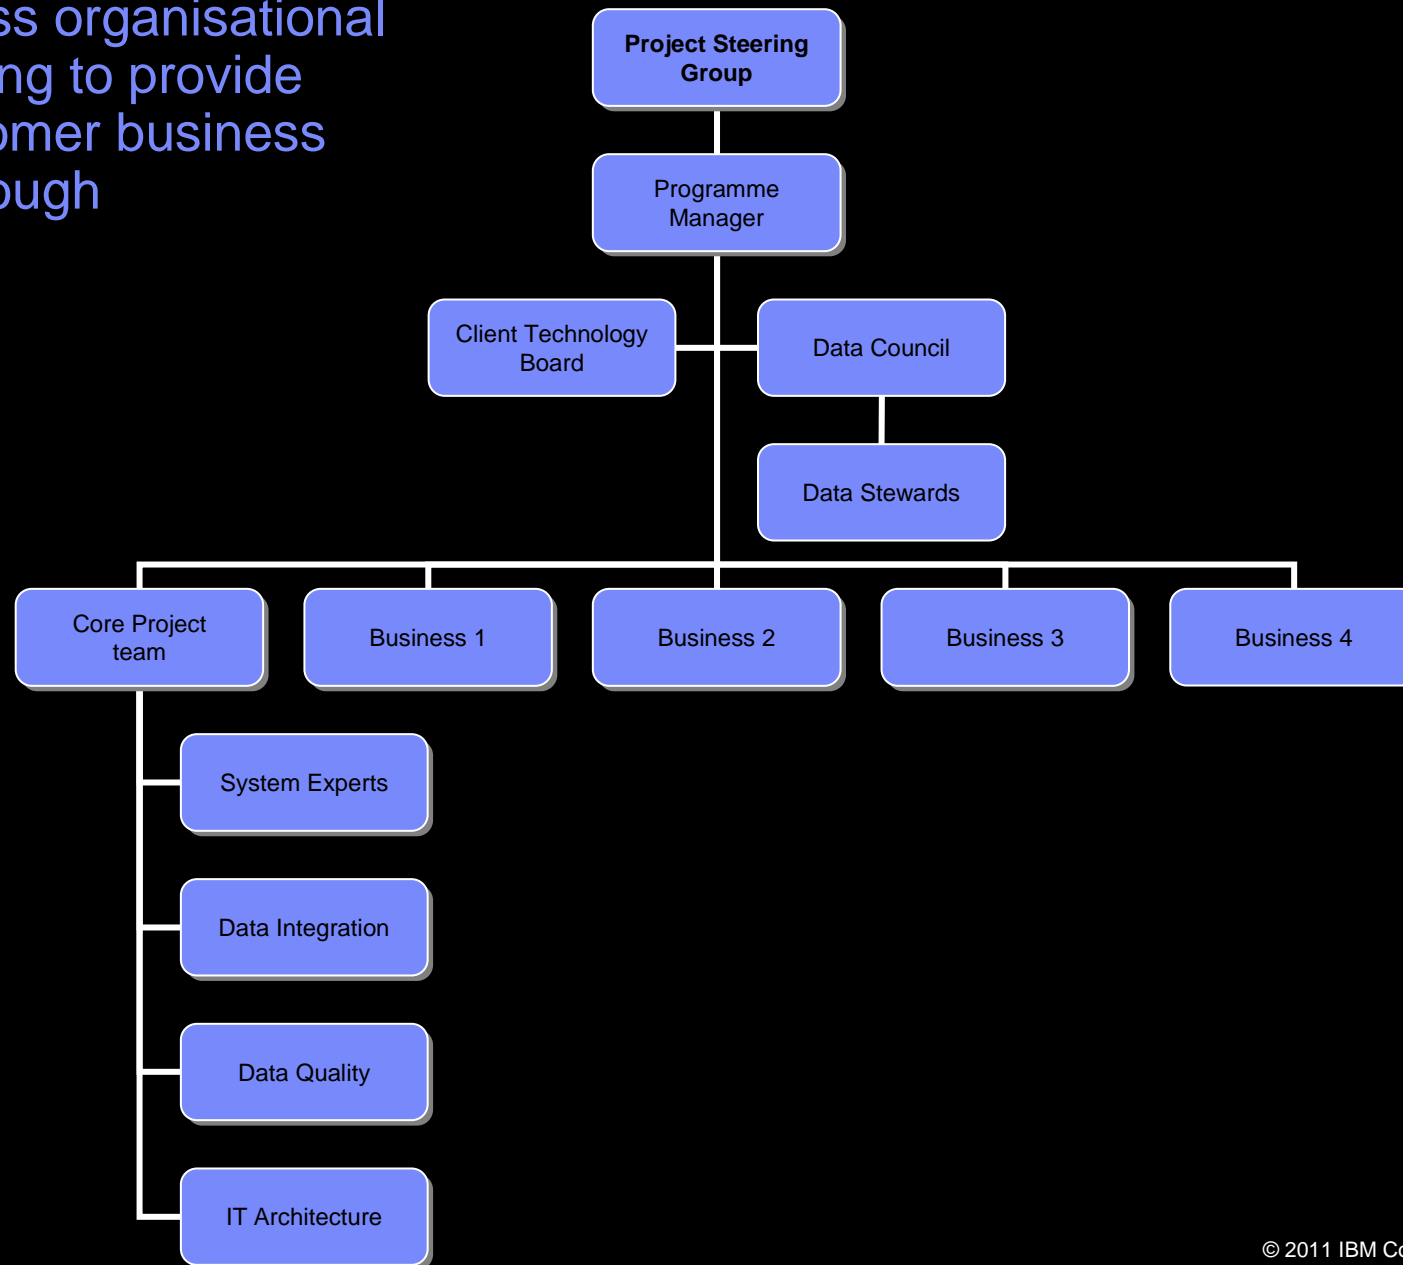 ss organisational
ng to provide
omer business
ough
Project Steering
Group
Programme
Manager
Client Technology
Board
Data Council
Data Stewards
Core Project
team
Business 1
Business 2
Business 3
Business 4
System Experts
Data Integration
Data Quality
IT Architecture
© 2011 IBM Co